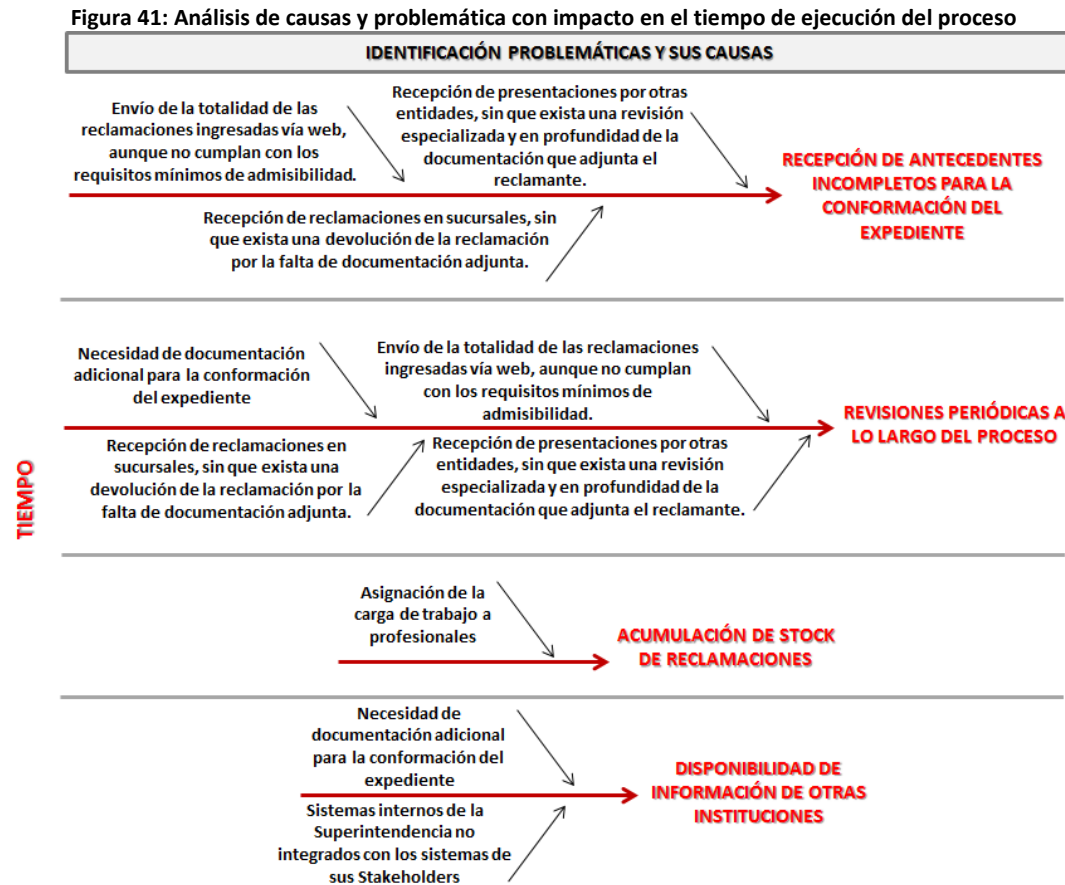 Figura 41: Análisis de causas y problemática con impacto en el tiempo de ejecución del proceso
IDENTIFICACIÓN PROBLEMÁTICAS Y SUS CAUSAS
Envío de la totalidad de las
reclamaciones ingresadas vía web,
aunque no cumplan con los
requisitos mínimos de admisibilidad.
Recepción de presentaciones por otras
entidades, sin que exista una revisión
especializada y en profundidad de la
documentación que adjunta el
reclamante.
Recepción de reclamaciones en sucursales, sin
que exista una devolución de la reclamación
por la falta de documentación adjunta.
RECEPCIÓN DE ANTECEDENTES
INCOMPLETOS PARA LA
CONFORMACIÓN DEL
EXPEDIENTE
TIEMPO
Necesidad de documentación
adicional para la conformación
del expediente
Envío de la totalidad de las reclamaciones
ingresadas vía web, aunque no cumplan
con los requisitos mínimos de
admisibilidad.
Recepción de reclamaciones en
sucursales, sin que exista una
devolución de la reclamación por la
falta de documentación adjunta.
Recepción de presentaciones por otras
entidades, sin que exista una revisión
especializada y en profundidad de la
documentación que adjunta el reclamante.
REVISIONES PERIÓDICAS A
LO LARGO DEL PROCESO
Asignación de la
carga de trabajo a
profesionales
ACUMULACIÓN DE STOCK
DE RECLAMACIONES
Necesidad de
documentación adicional
para la conformación del
expediente
Sistemas internos de la
Superintendencia no
integrados con los sistemas de
sus Stakeholders
DISPONIBILIDAD DE
INFORMACIÓN DE OTRAS
INSTITUCIONES